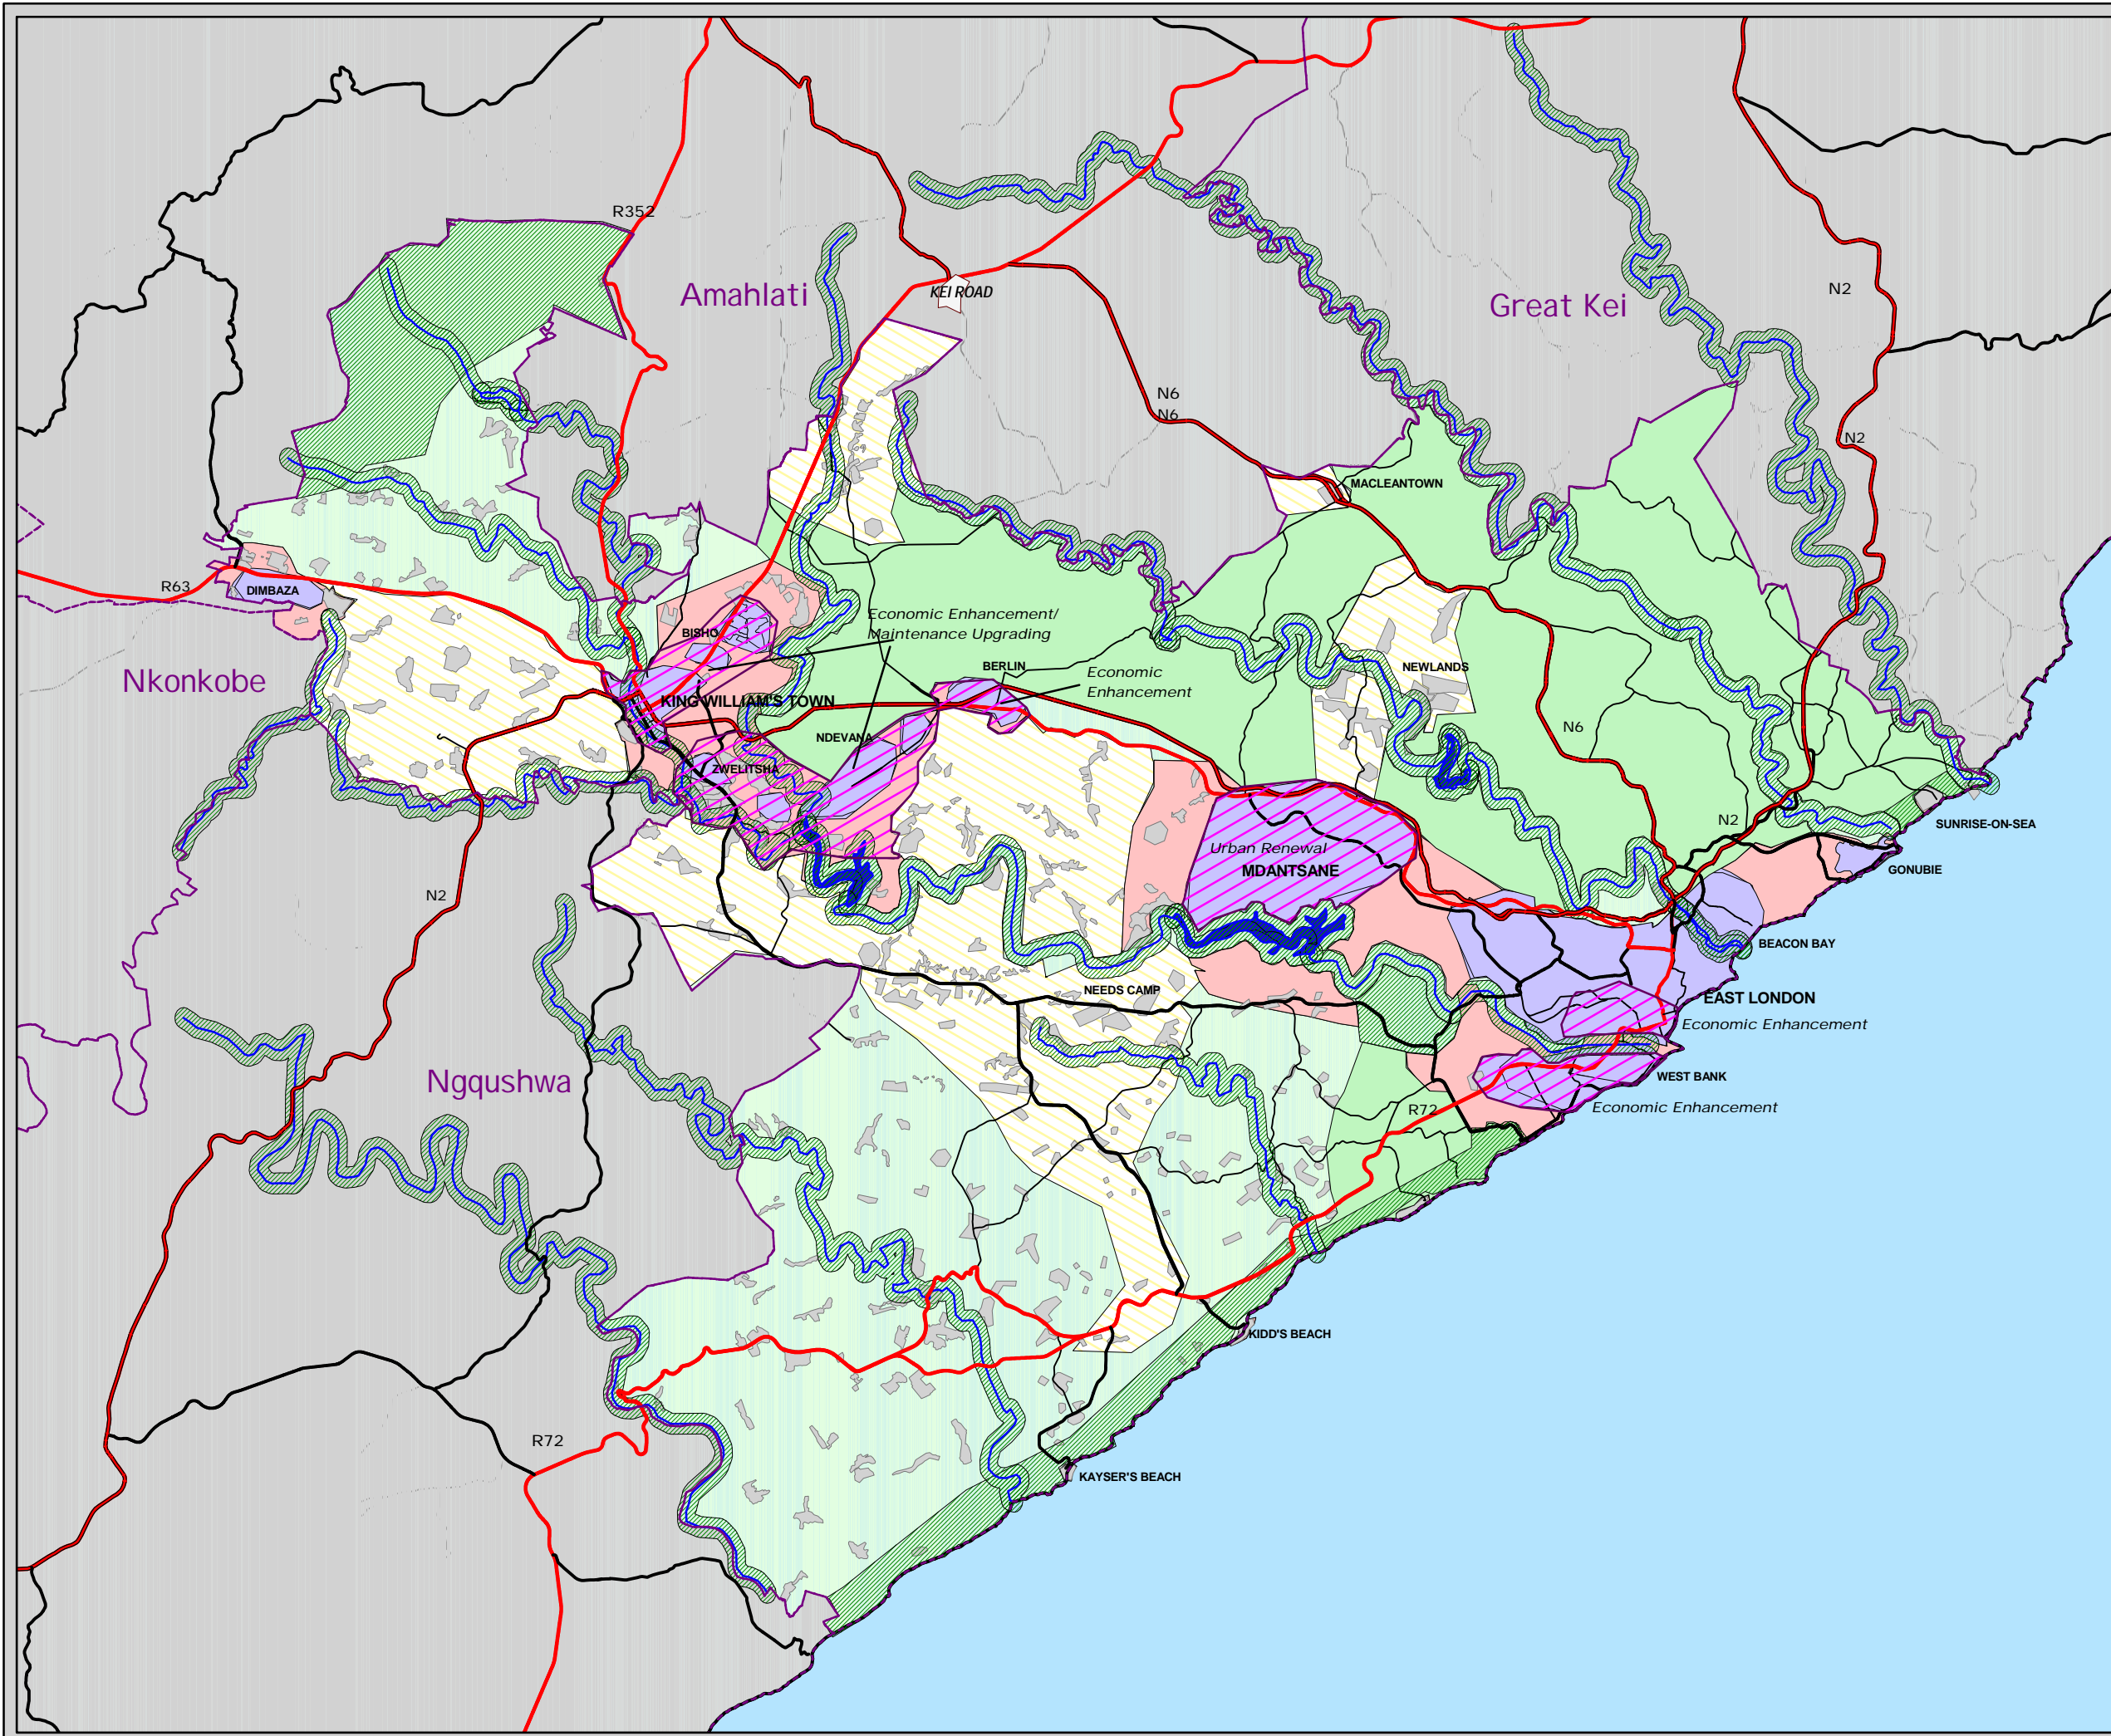 R352
Amahlati
KEI ROAD
Great Kei
N2
N6
N6
N2
MACLEANTOWN
R63
DIMBAZA
Economic Enhancement/
Maintenance Upgrading
BISHO
BERLIN
Economic
Enhancement
NEWLANDS
Nkonkobe
KING WILLIAM'S TOWN
NDEVANA
N6
ZWELITSHA
N2
SUNRISE-ON-SEA
Urban Renewal
MDANTSANE
GONUBIE
N2
BEACON BAY
NEEDS CAMP
EAST LONDON
Economic Enhancement
Ngqushwa
WEST BANK
R72
Economic Enhancement
KIDD'S BEACH
R72
KAYSER'S BEACH